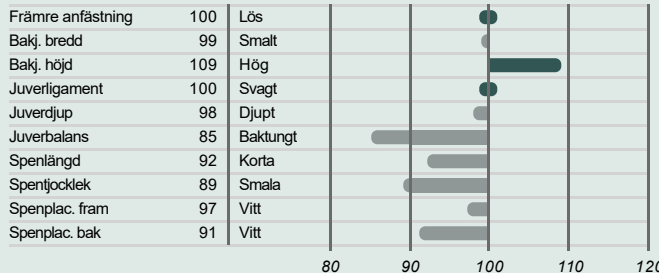 Främre anfästning 100 Lös
Bakj. bredd 99 Smalt
Bakj. höjd 109 Hög
Juverligament 100 Svagt
Juverdjup 98 Djupt
Juverbalans 85 Baktungt
Spenlängd 92 Korta
Spentjocklek 89 Smala
Spenplac. fram 97 Vitt
Spenplac. bak 91 Vitt
80 90 100 110 120